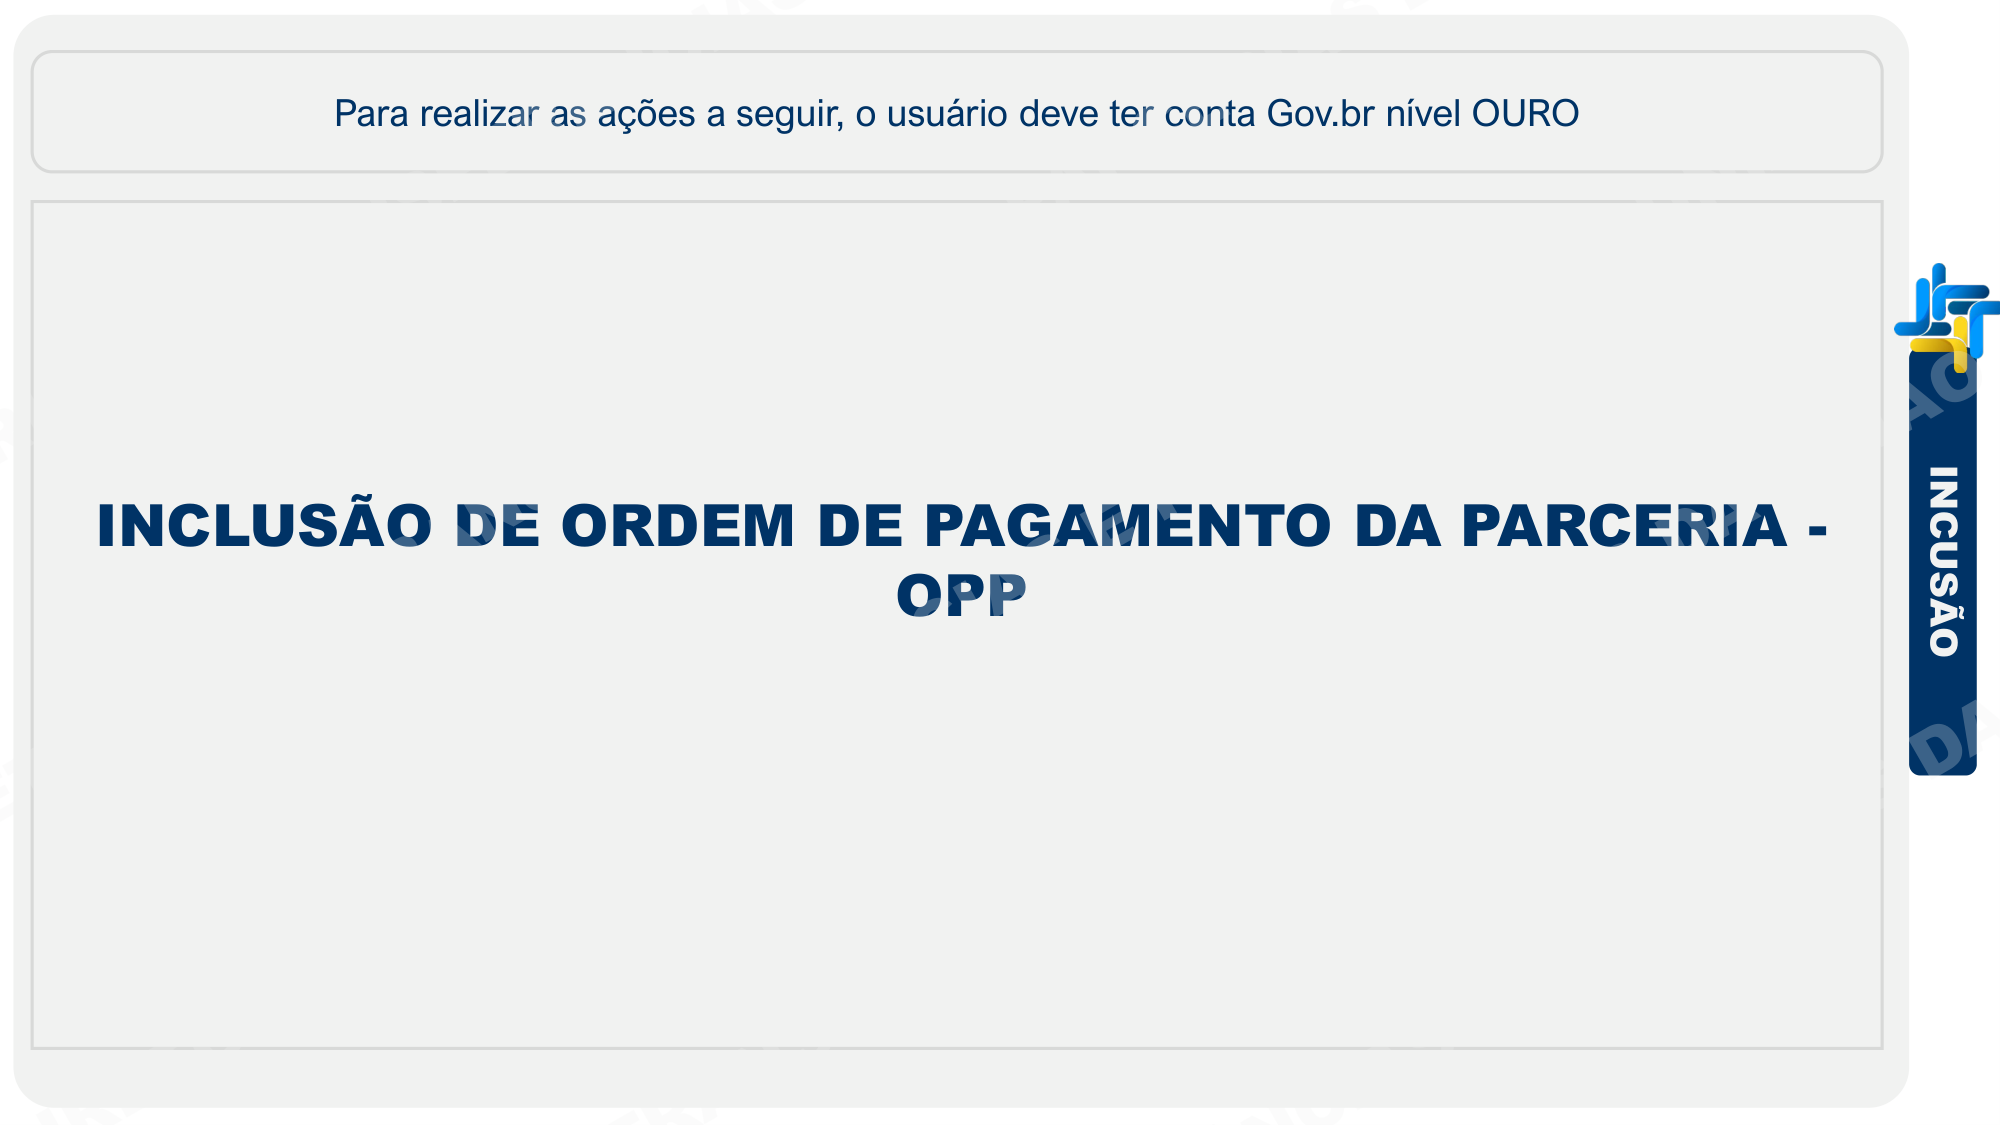 Para realizar as ações a seguir, o usuário deve ter conta Gov.br nível OURO
INCLUSÃO DE ORDEM DE PAGAMENTO DA PARCERIA -
OPP
INCUSÃO